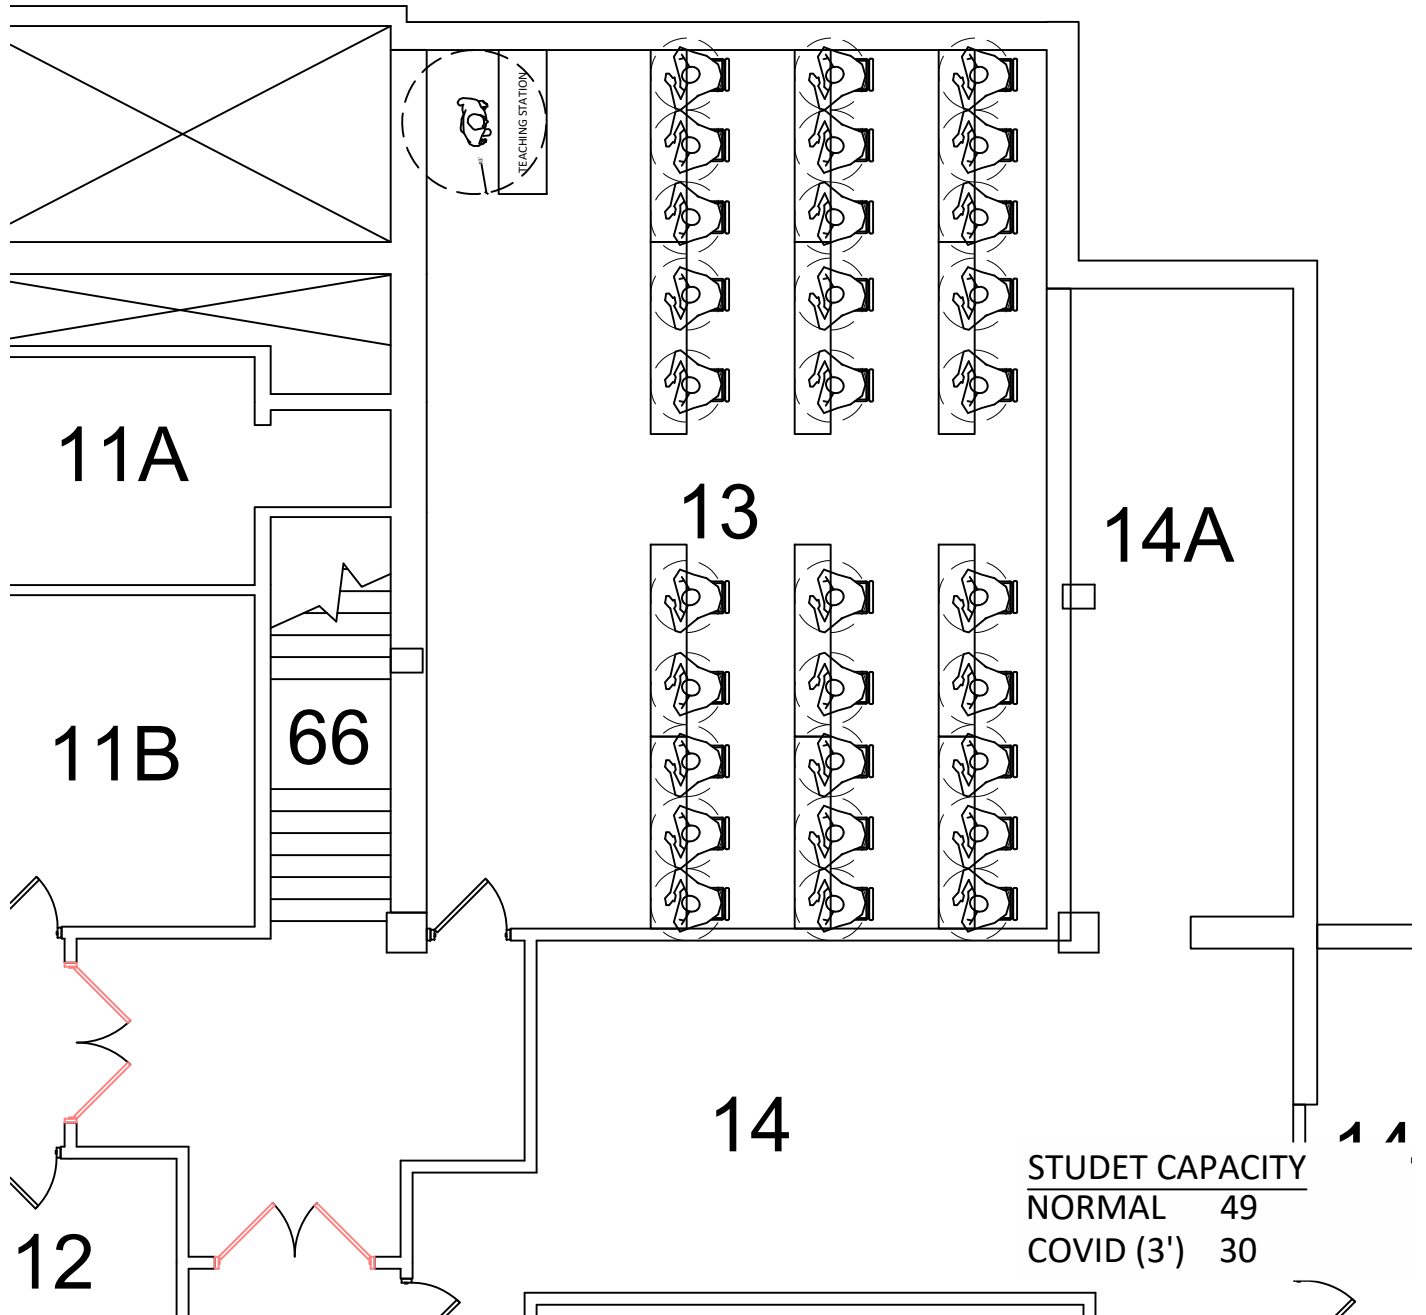 TEACHING STATION
11A
13
14A
11B
66
14
STUDET CAPACITY
NORMAL 49
COVID (3') 30
12